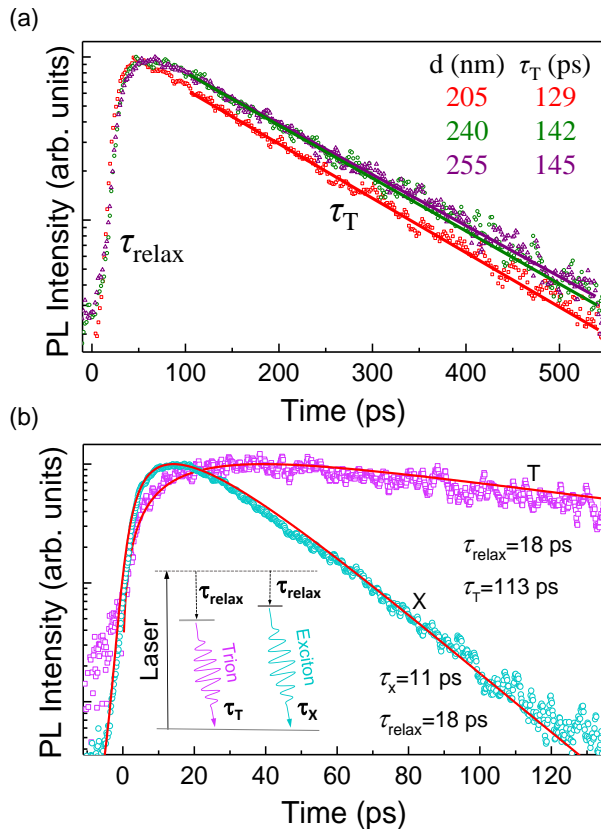 (a)
PL Intensity (arb. units)
d (nm) τT (ps)
205 129
240 142
255 145
τrelax
τT
0 100 200 300 400 500
Time (ps)
(b)
PL Intensity (arb. units)
T
τrelax=18 ps
τT=113 ps
X
τx=11 ps
τrelax=18 ps
Laser
τrelax τrelax
Trion
Exciton
τT τX
0 20 40 60 80 100 120
Time (ps)